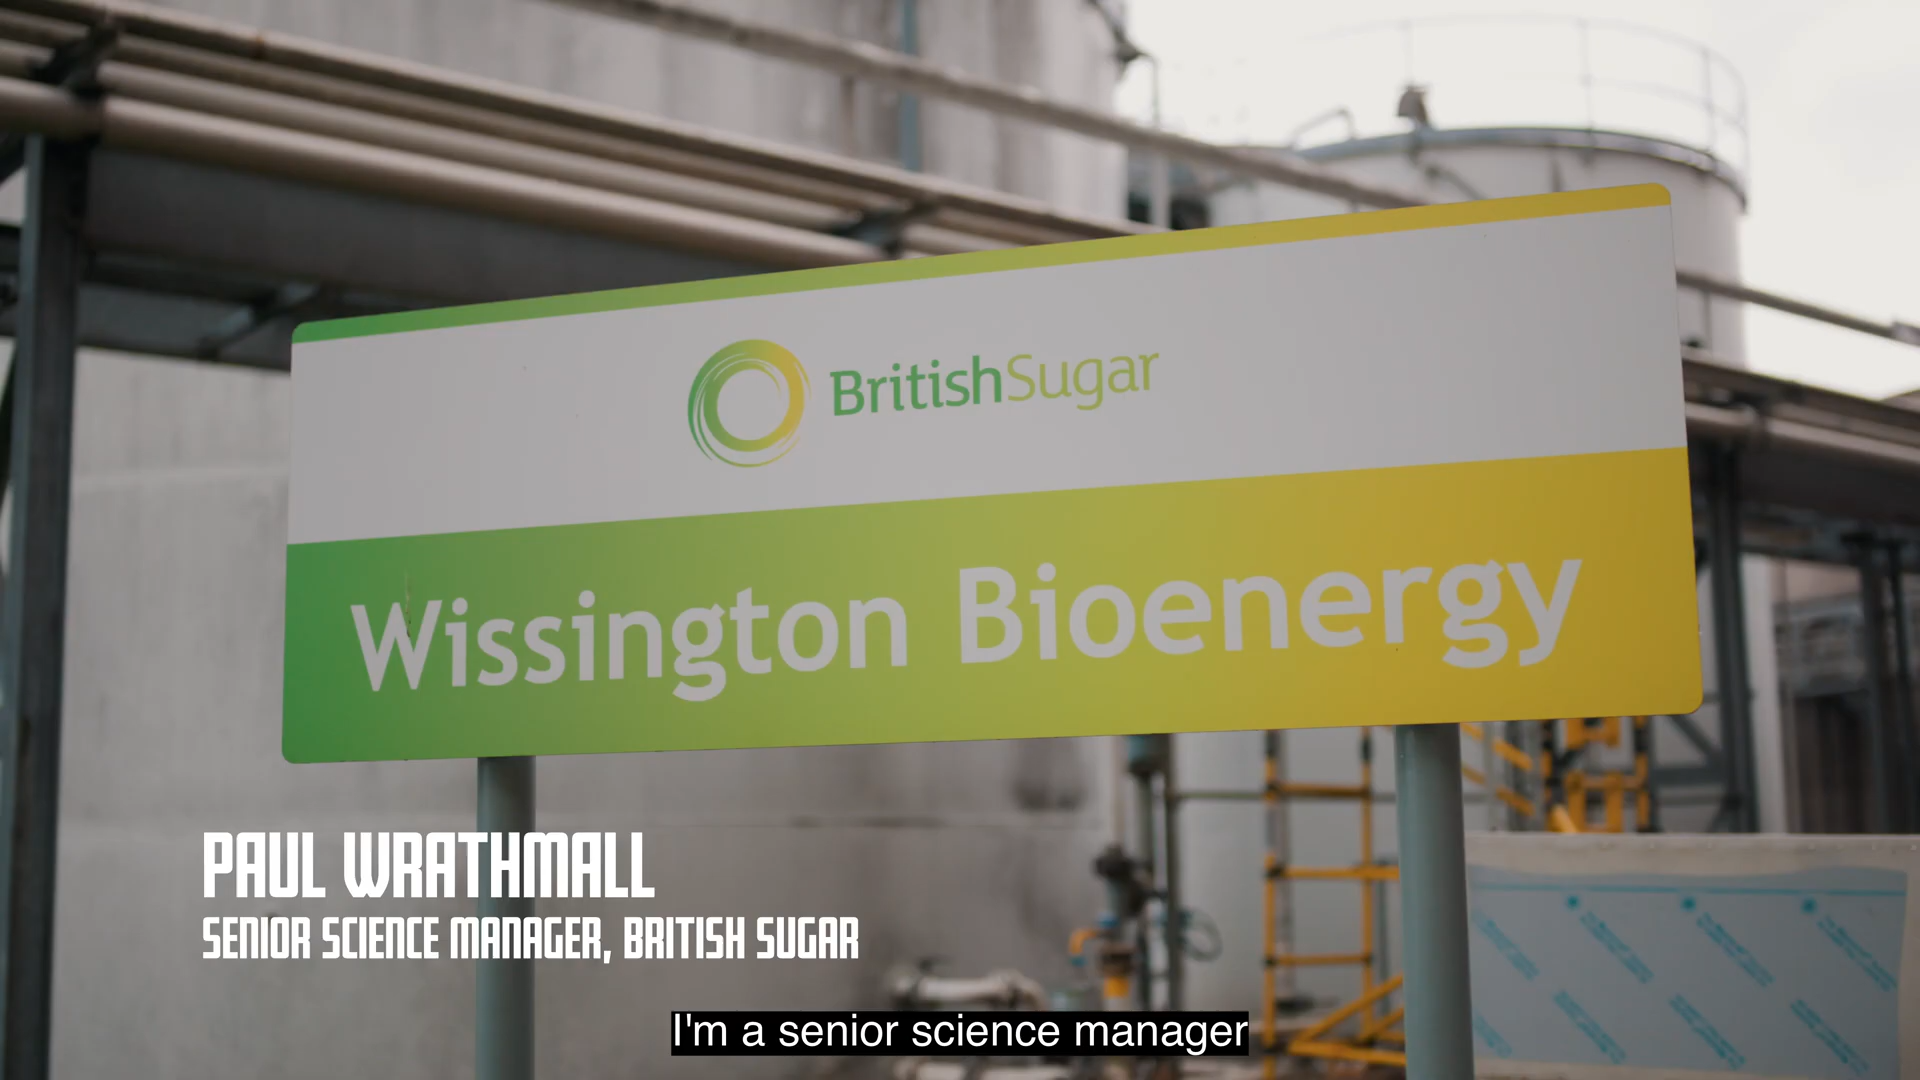 BritishSugar
Wissington Bioenergy
PAUL WRATHMALL
SENIOR SCIENCE MANAGER, BRITISH SUGAR
I'm a senior science manager